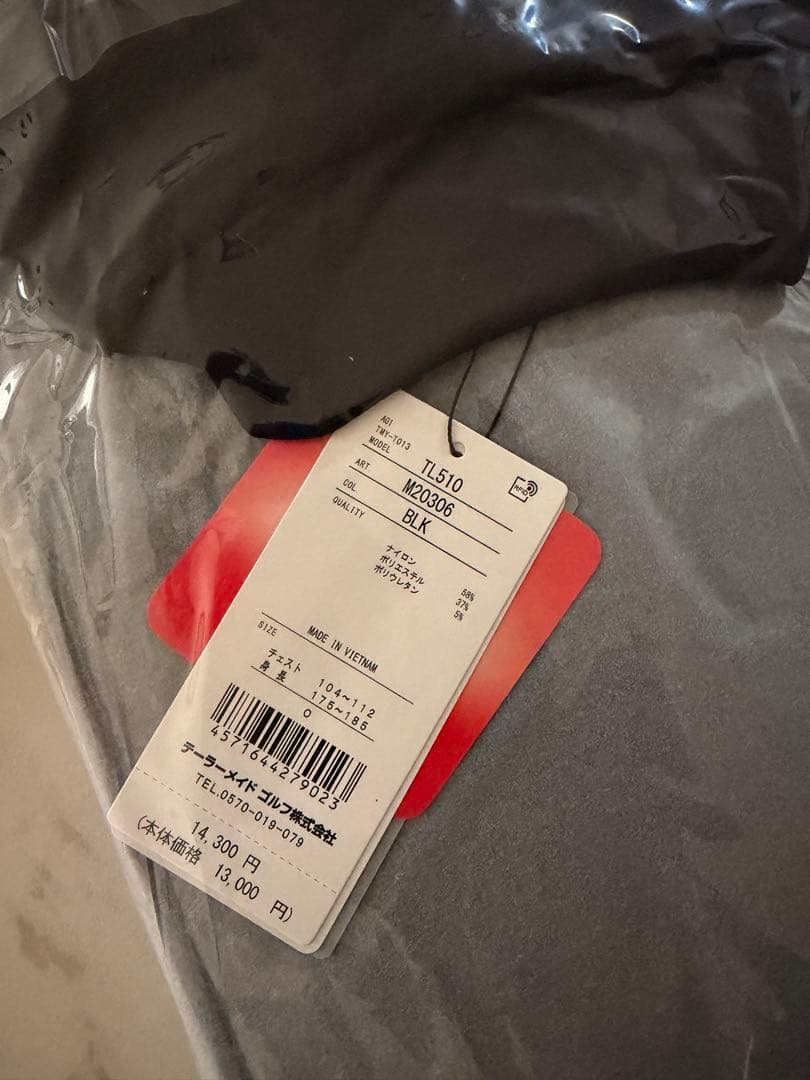 A01
TMY-T013
MODEL TL510
ART. M20306
COL BLK
QUALITY
ナイロン 58%
ポリエステル 37%
ポリウレタン 5%
MADE IN VIETNAM
SIZE
チェスト 104~112
身長 175~185
O
4571644279023
テーラーメイド ゴルフ株式会社
TEL.0570-019-079
14,300 円
(本体価格 13,000 円)
RFID